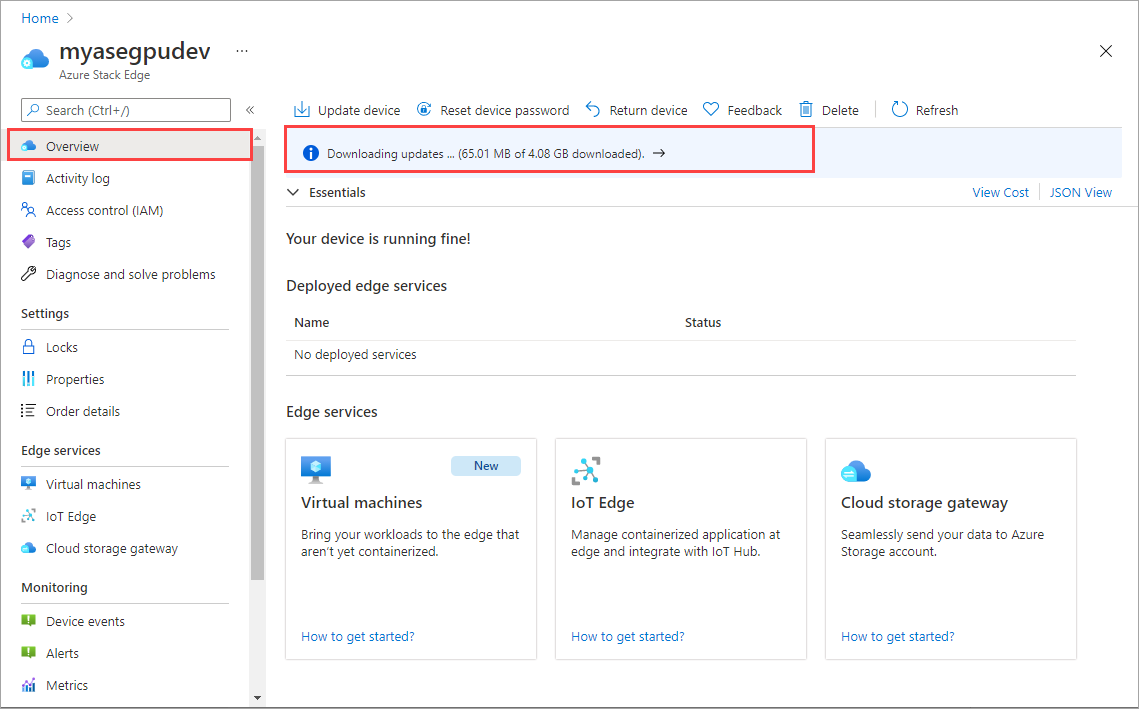 Home
myasegpudev ...
Azure Stack Edge
Search (Ctrl+/)
Overview
Activity log
Access control (IAM)
Tags
Diagnose and solve problems
Settings
Locks
Properties
Order details
Edge services
Virtual machines
IoT Edge
Cloud storage gateway
Monitoring
Device events
Alerts
Metrics
Update device
Reset device password
Return device
Feedback
Delete
Refresh
Downloading updates ... (65.01 MB of 4.08 GB downloaded). →
Essentials
View Cost
JSON View
Your device is running fine!
Deployed edge services
Name Status
No deployed services
Edge services
New
Virtual machines
Bring your workloads to the edge that
aren't yet containerized.
How to get started?
IoT Edge
Manage containerized application at
edge and integrate with IoT Hub.
How to get started?
Cloud storage gateway
Seamlessly send your data to Azure
Storage account.
How to get started?